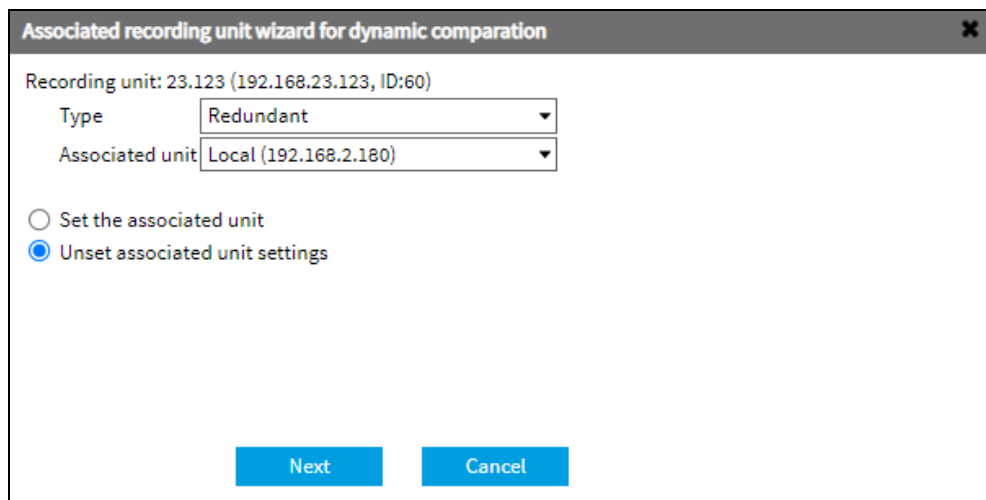 Associated recording unit wizard for dynamic comparation
Recording unit: 23.123 (192.168.23.123, ID:60)
Type Redundant
Associated unit Local (192.168.2.180)
Set the associated unit
Unset associated unit settings
Next Cancel